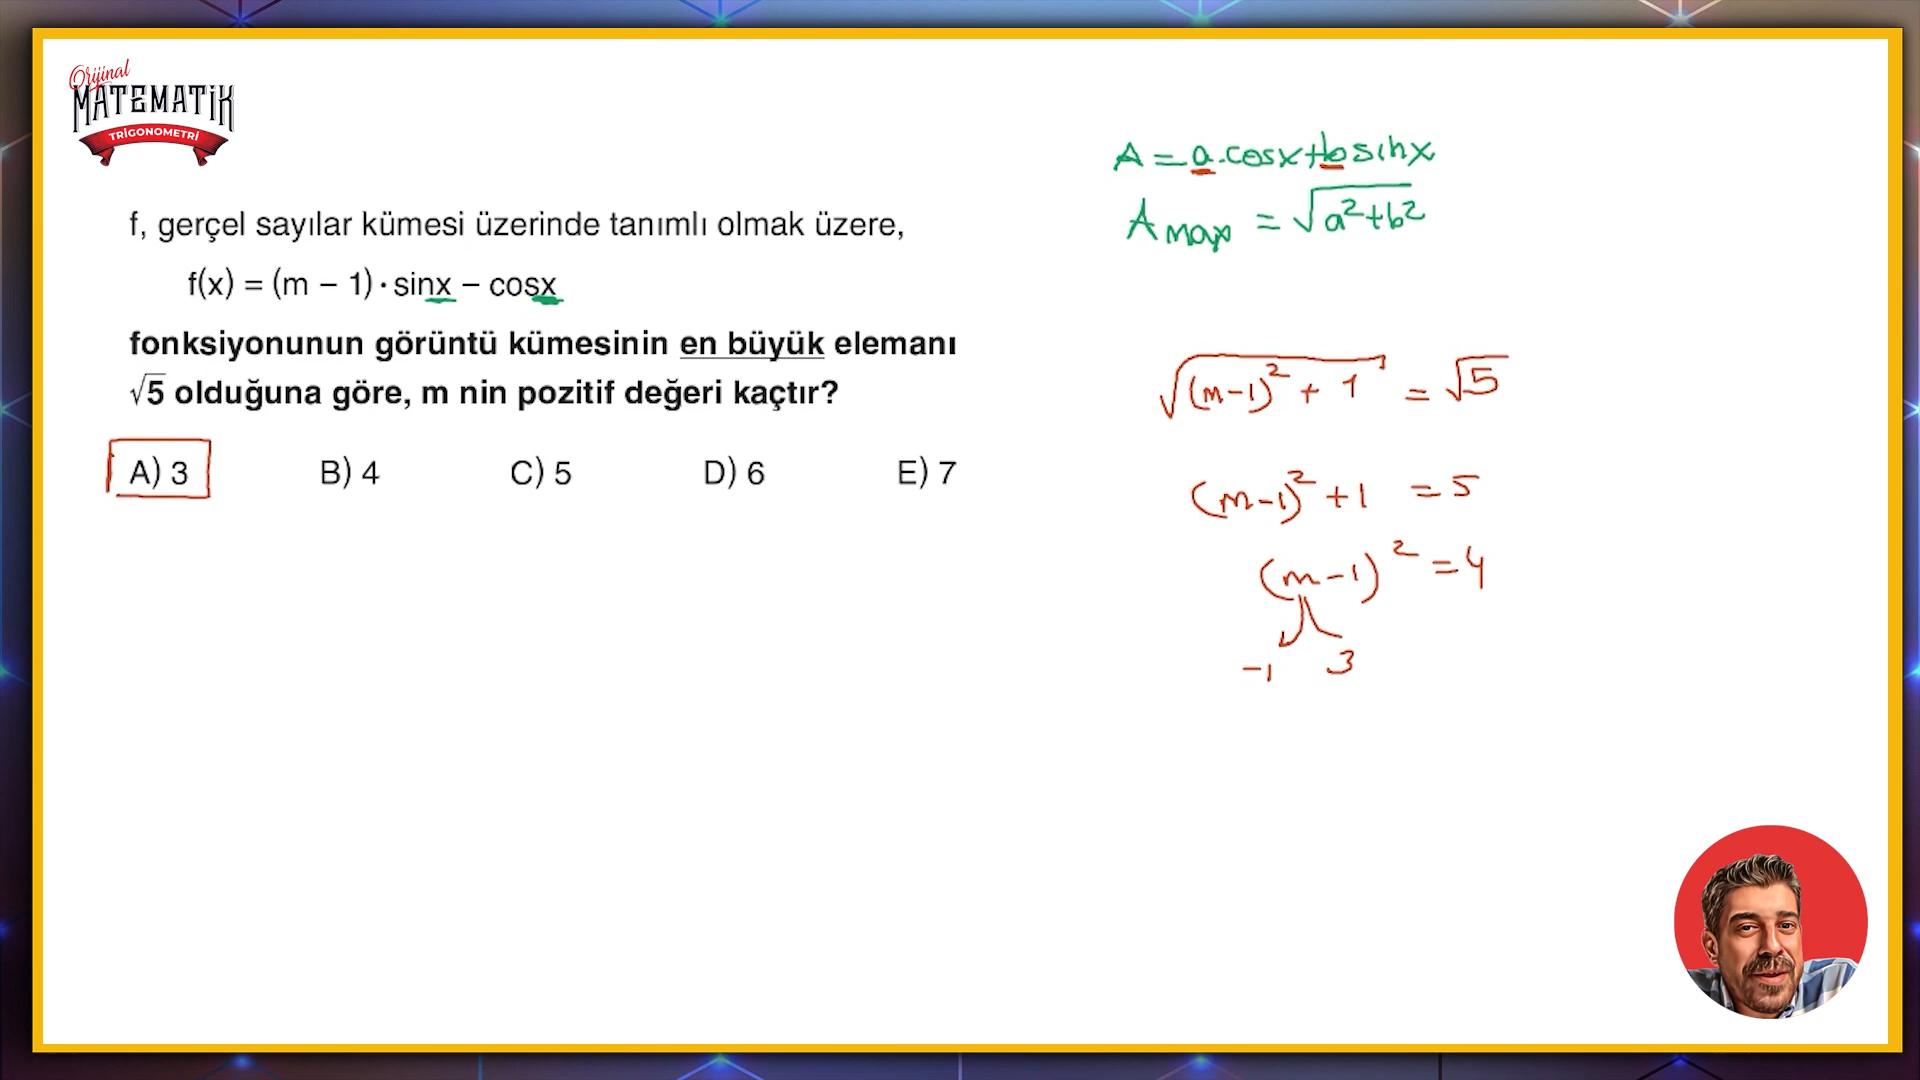 Orijinal
MATEMATİK
TRİGONOMETRİ
f, gerçel sayılar kümesi üzerinde tanımlı olmak üzere,
f(x) = (m − 1) · sinx − cosx
fonksiyonunun görüntü kümesinin en büyük elemanı
√5 olduğuna göre, m nin pozitif değeri kaçtır?
A) 3 B) 4 C) 5 D) 6 E) 7
A = a.cosx+bsinx
Amax = √a²+b²
√(m-1)² + 1 = √5
(m-1)² + 1 = 5
(m-1)² = 4
-1 3